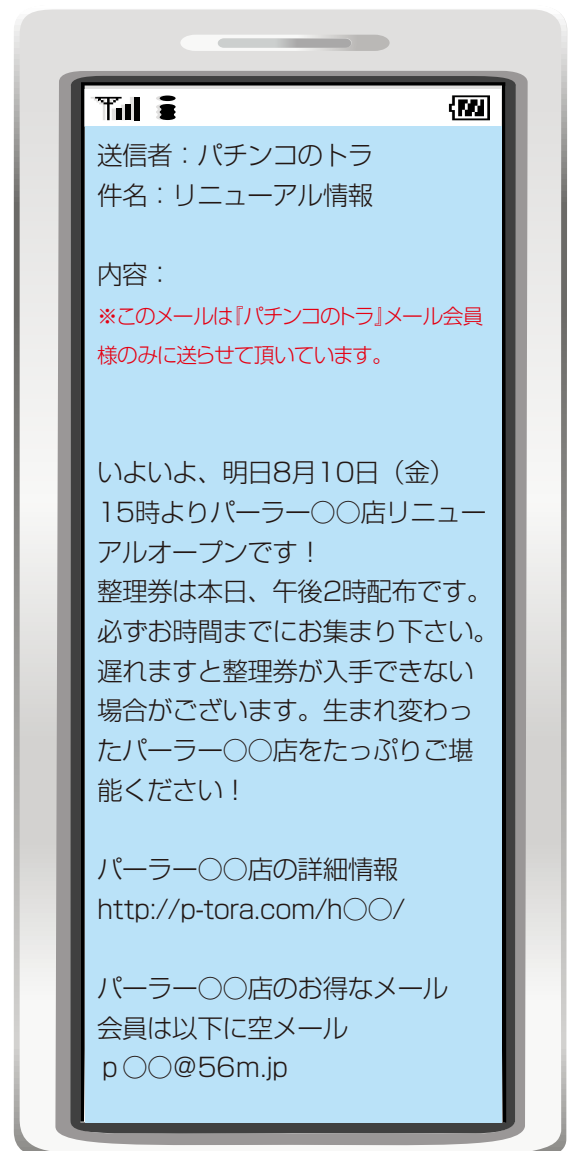 送信者：パチンコのトラ
件名：リニューアル情報
内容：
※このメールは『パチンコのトラ』メール会員
様のみに送らせて頂いています。
いよいよ、明日8月10日（金）
15時よりパーラー○○店リニュー
アルオープンです！
整理券は本日、午後2時配布です。
必ずお時間までにお集まり下さい。
遅れますと整理券が入手できない
場合がございます。生まれ変わっ
たパーラー○○店をたっぷりご堪
能ください！
パーラー○○店の詳細情報
http://p-tora.com/h○○/
パーラー○○店のお得なメール
会員は以下に空メール
ｐ○○@56m.jp